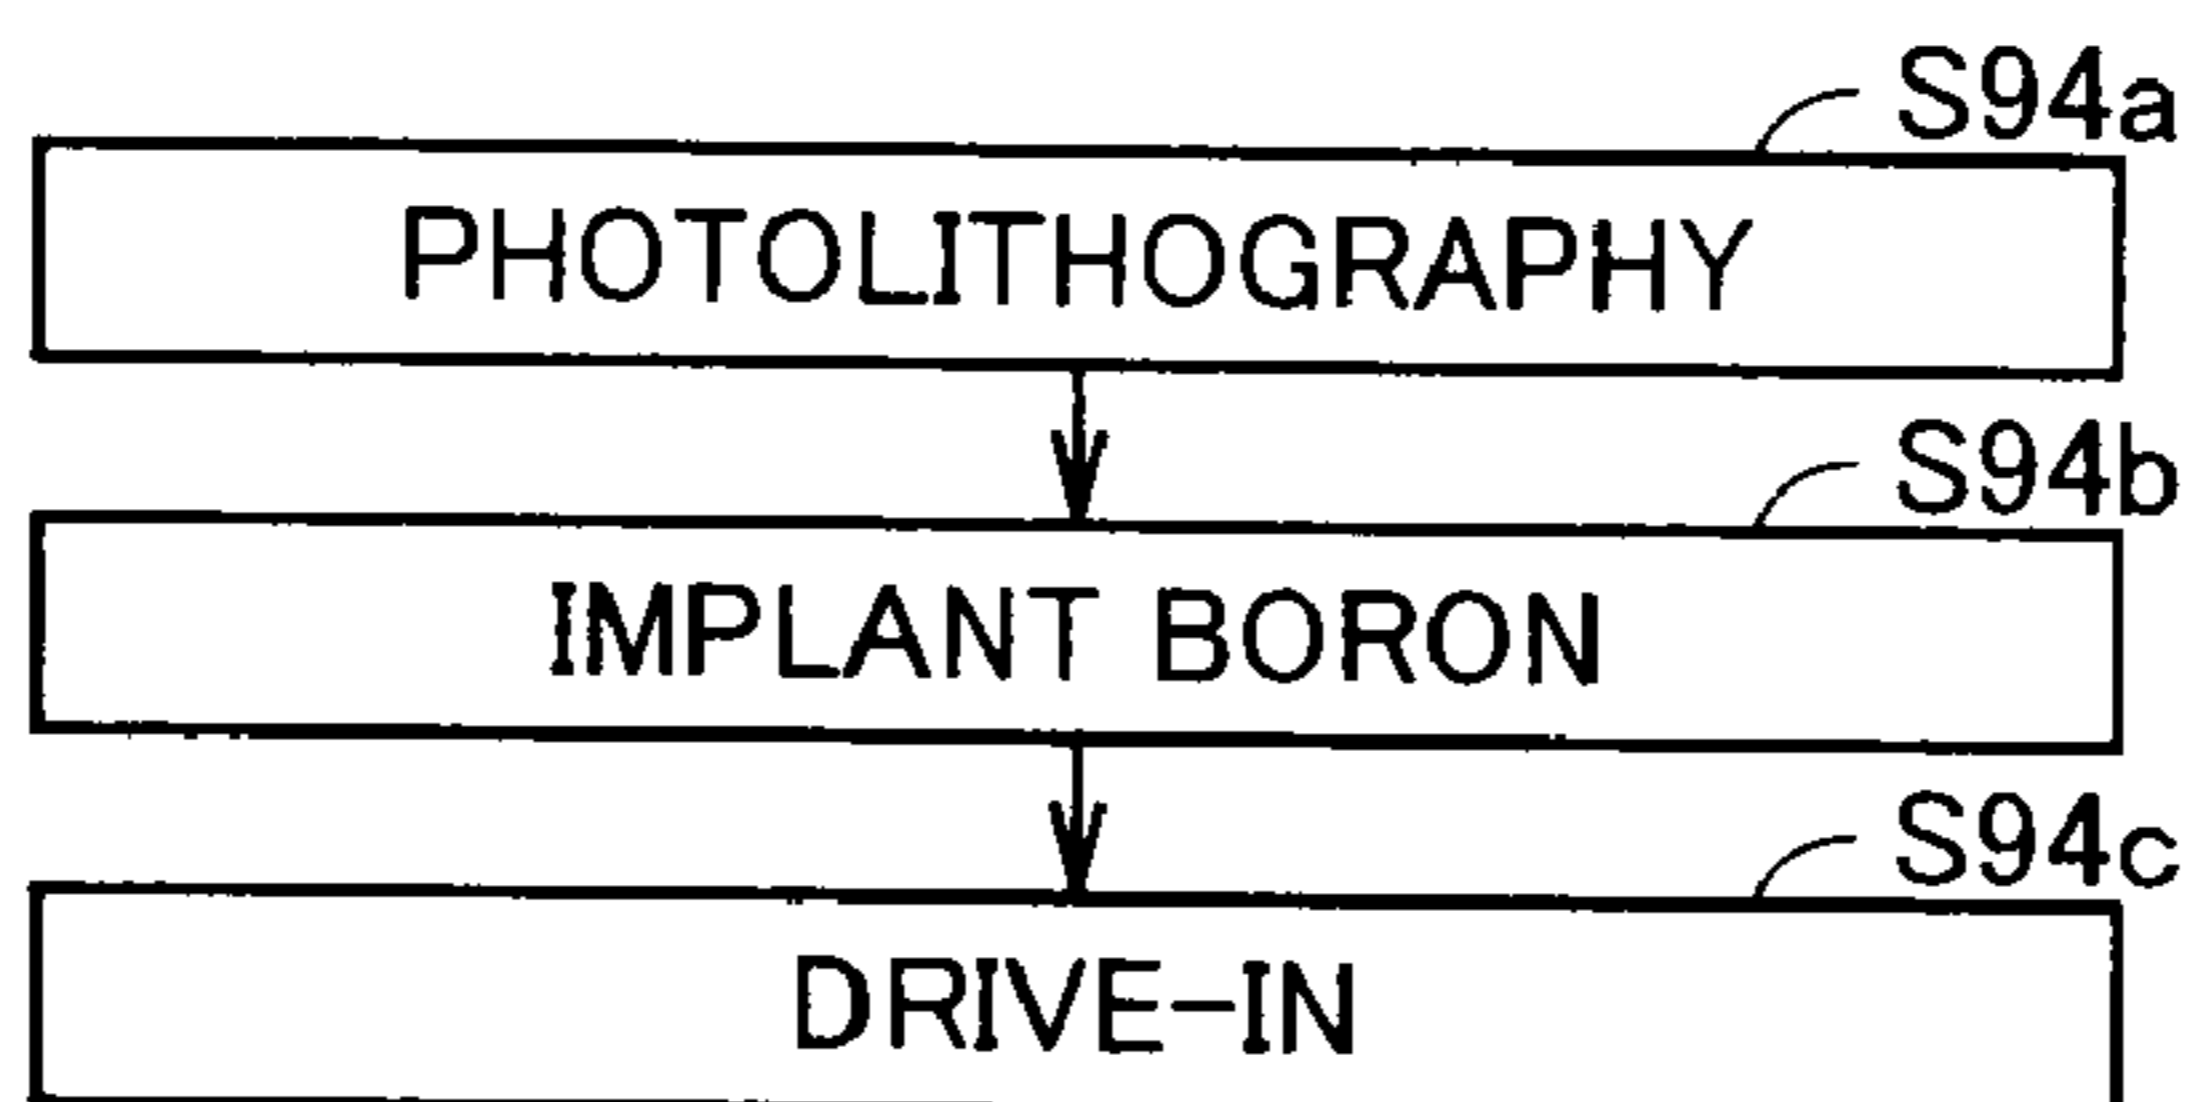 S94a
PHOTOLITHOGRAPHY
S94b
IMPLANT BORON
S94c
DRIVE-IN